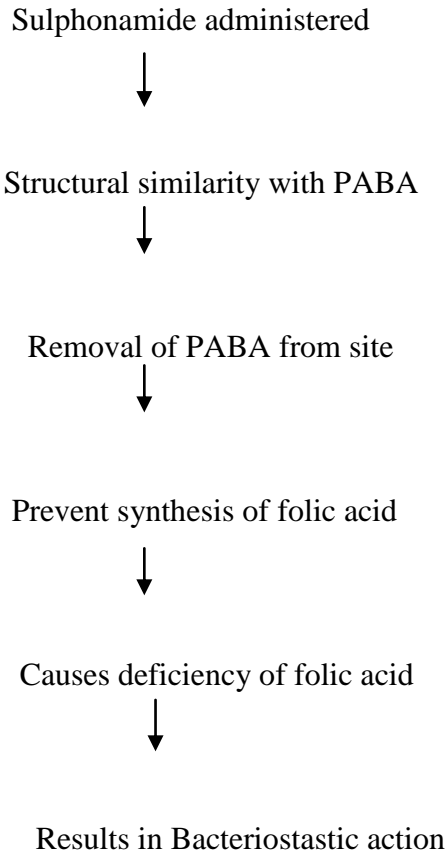 Sulphonamide administered
Structural similarity with PABA
Removal of PABA from site
Prevent synthesis of folic acid
Causes deficiency of folic acid
Results in Bacteriostastic action